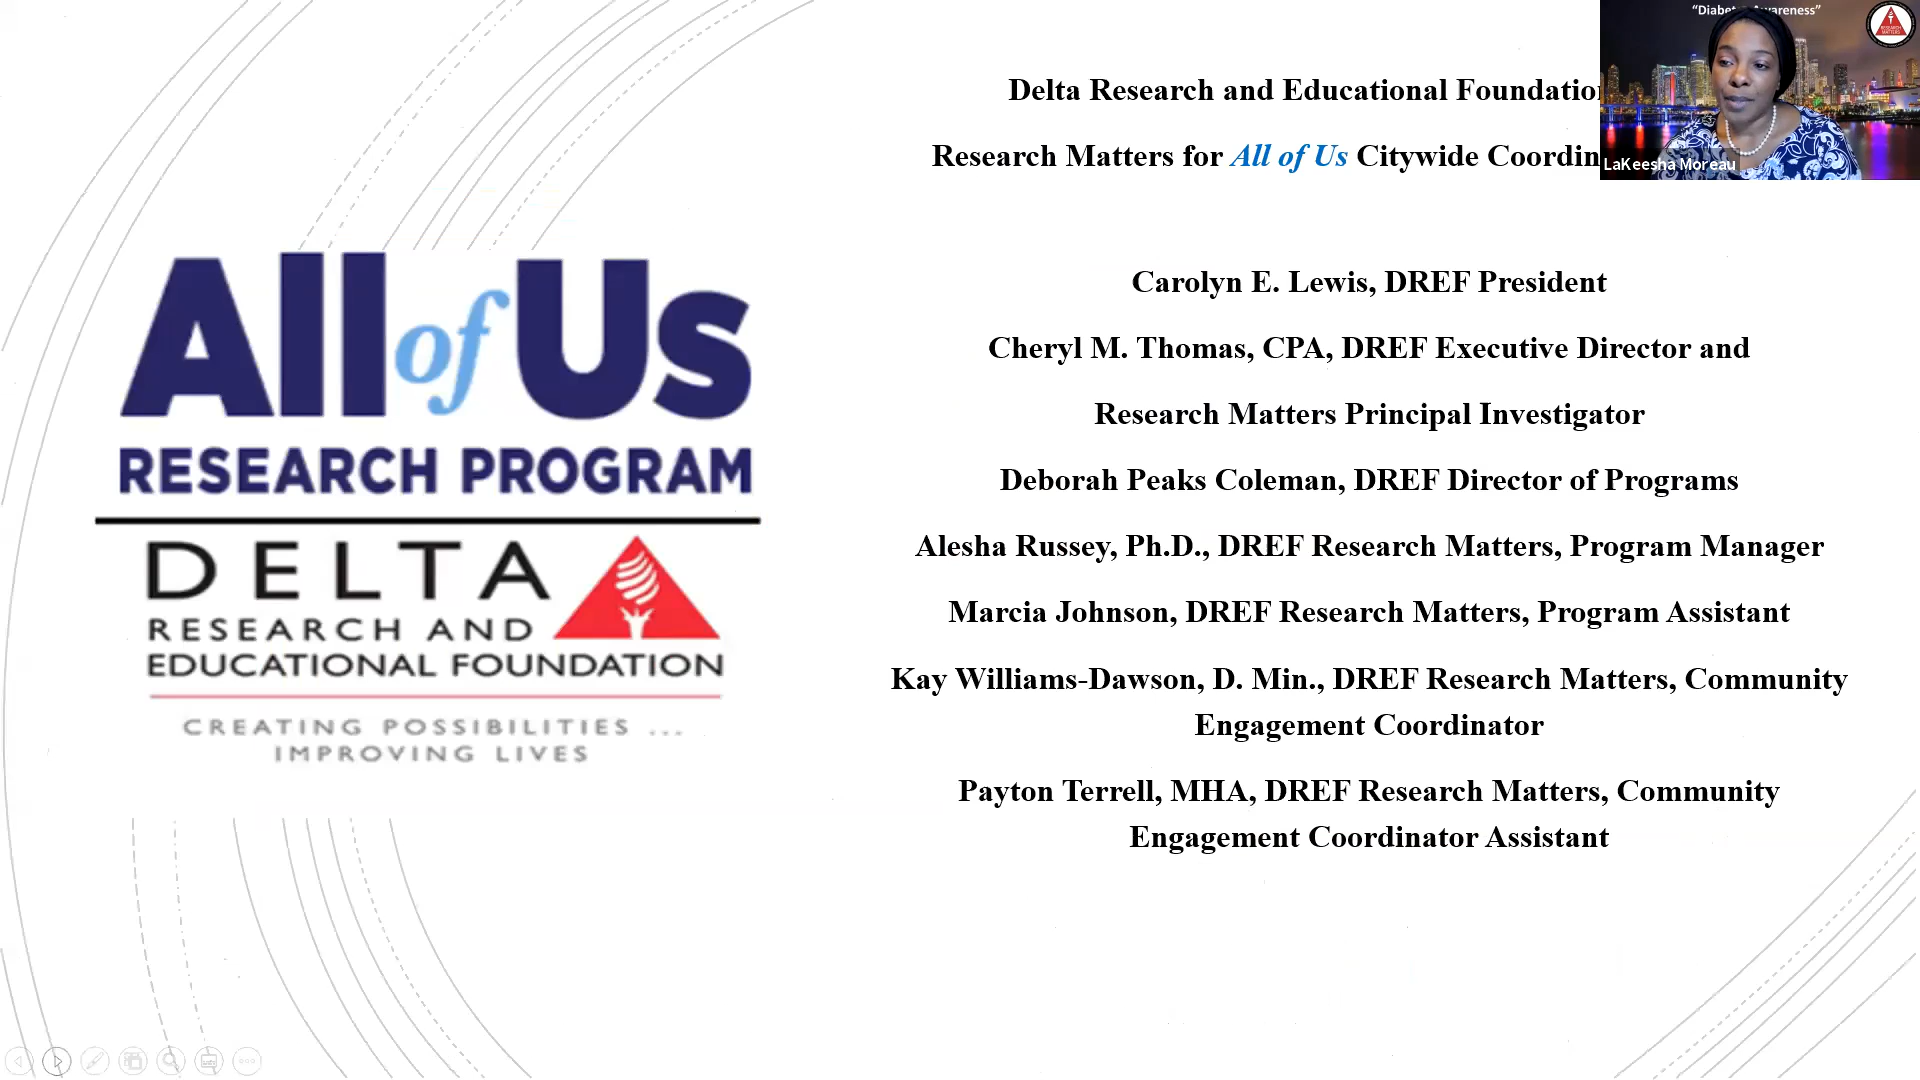 All of Us
RESEARCH PROGRAM
DELTA
RESEARCH AND
EDUCATIONAL FOUNDATION
CREATING POSSIBILITIES ...
IMPROVING LIVES
Delta Research and Educational Foundation
Research Matters for All of Us Citywide Coordin
Carolyn E. Lewis, DREF President
Cheryl M. Thomas, CPA, DREF Executive Director and
Research Matters Principal Investigator
Deborah Peaks Coleman, DREF Director of Programs
Alesha Russey, Ph.D., DREF Research Matters, Program Manager
Marcia Johnson, DREF Research Matters, Program Assistant
Kay Williams-Dawson, D. Min., DREF Research Matters, Community
Engagement Coordinator
Payton Terrell, MHA, DREF Research Matters, Community
Engagement Coordinator Assistant
LaKeesha Moreau